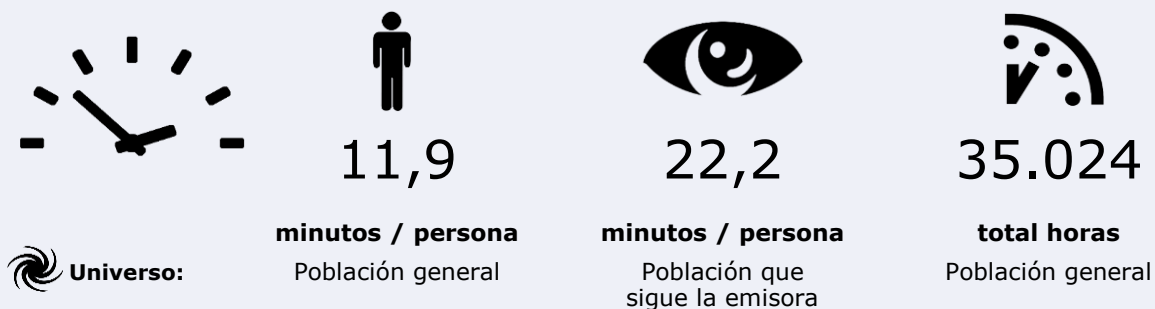 11,9
22,2
35.024
minutos / persona
minutos / persona
total horas
Universo:
Población general
Población que
sigue la emisora
Población general